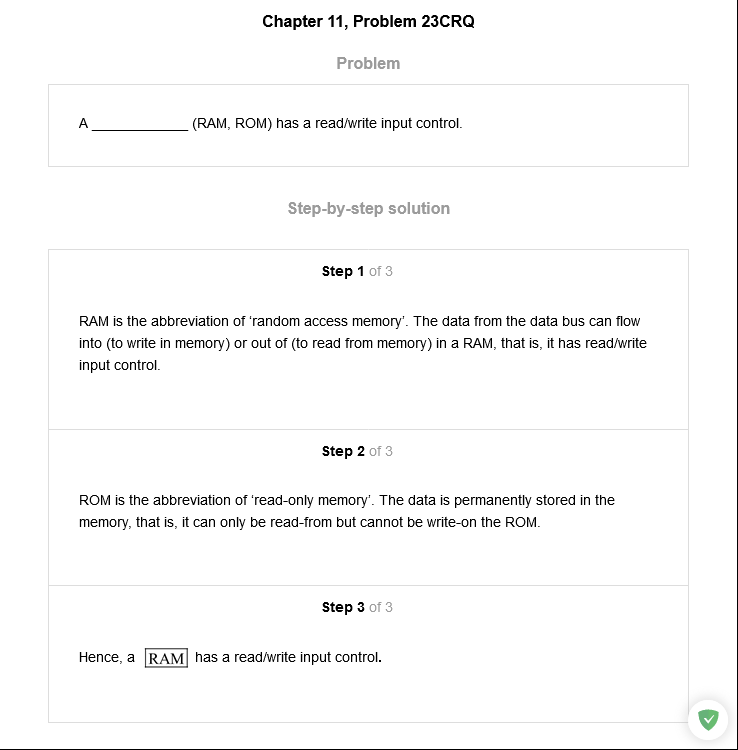 Chapter 11, Problem 23CRQ
Problem
A ____________ (RAM, ROM) has a read/write input control.
Step-by-step solution
Step 1 of 3
RAM is the abbreviation of ‘random access memory’. The data from the data bus can flow
into (to write in memory) or out of (to read from memory) in a RAM, that is, it has read/write
input control.
Step 2 of 3
ROM is the abbreviation of ‘read-only memory’. The data is permanently stored in the
memory, that is, it can only be read-from but cannot be write-on the ROM.
Step 3 of 3
Hence, a RAM has a read/write input control.